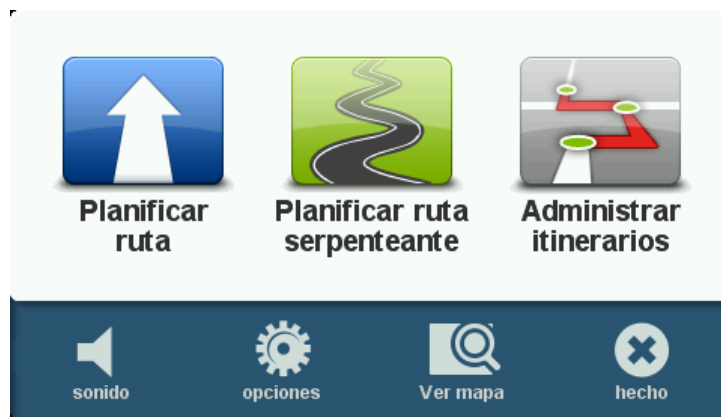 Planificar
ruta
Planificar ruta
serpenteante
Administrar
itinerarios
sonido
opciones
Ver mapa
hecho